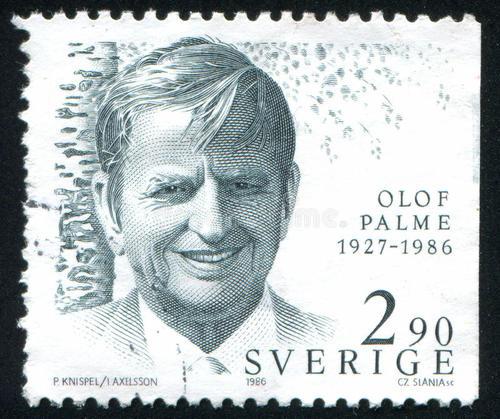 OLOF
PALME
1927-1986
2 90
SVERIGE
P. KNISPEL/I AXELSSON 1986 CZ SLANIA sc